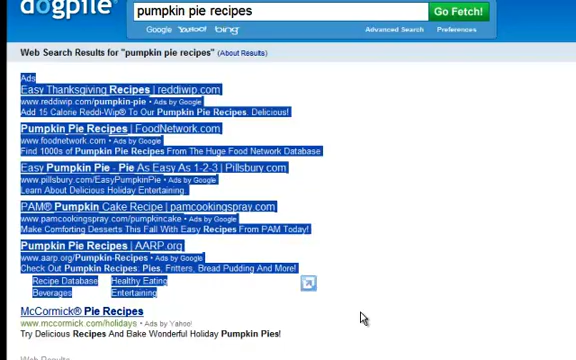 dogpile
pumpkin pie recipes
Go Fetch!
Google Yahoo! bing
Advanced Search Preferences
Web Search Results for "pumpkin pie recipes" (About Results)
Ads
Easy Thanksgiving Recipes | reddiwip.com
www.reddiwip.com/pumpkin-pie • Ads by Google
Add 15 Calorie Reddi-Wip® To Our Pumpkin Pie Recipes. Delicious!
Pumpkin Pie Recipes | FoodNetwork.com
www.foodnetwork.com • Ads by Google
Find 1000s of Pumpkin Pie Recipes From The Huge Food Network Database
Easy Pumpkin Pie - Pie As Easy As 1-2-3 | Pillsbury.com
www.pillsbury.com/EasyPumpkinPie • Ads by Google
Learn About Delicious Holiday Entertaining.
PAM® Pumpkin Cake Recipe | pamcookingspray.com
www.pamcookingspray.com/pumpkincake • Ads by Google
Make Comforting Desserts This Fall With Easy Recipes From PAM Today!
Pumpkin Pie Recipes | AARP.org
www.aarp.org/Pumpkin-Recipes • Ads by Google
Check Out Pumpkin Recipes: Pies, Fritters, Bread Pudding And More!
Recipe Database Healthy Eating
Beverages Entertaining
McCormick® Pie Recipes
www.mccormick.com/holidays • Ads by Yahoo!
Try Delicious Recipes And Bake Wonderful Holiday Pumpkin Pies!
Web Results